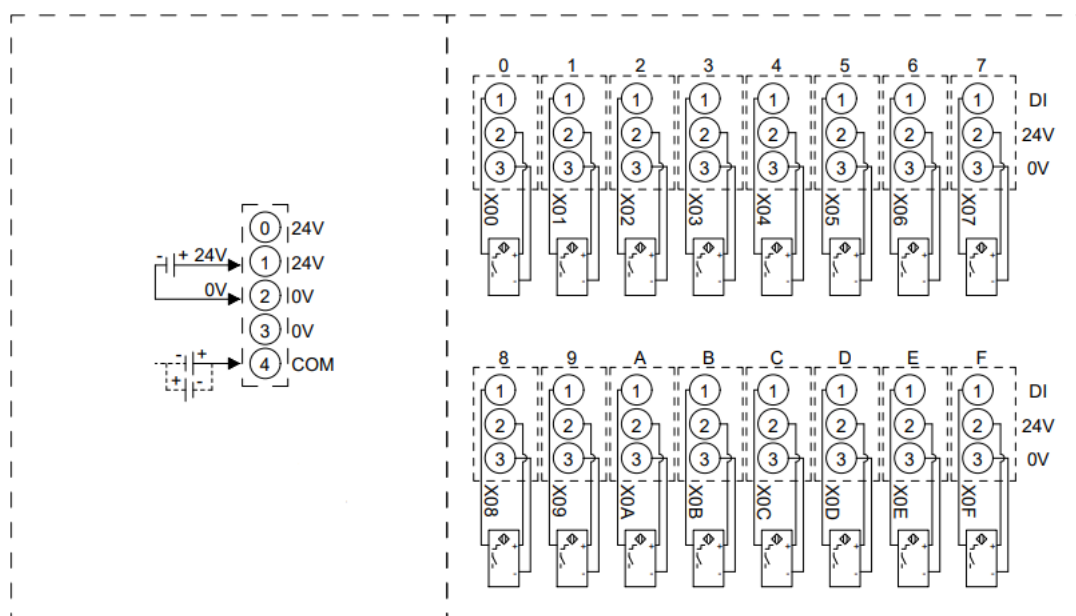 0 1 2 3 4 5 6 7
1 1 1 1 1 1 1 1 DI
2 2 2 2 2 2 2 2 24V
3 3 3 3 3 3 3 3 0V
X00 X01 X02 X03 X04 X05 X06 X07
+ + + + + + + +
- - - - - - - -
0 24V
- + 24V 1 24V
0V 2 0V
3 0V
- + 4 COM
+ -
8 9 A B C D E F
1 1 1 1 1 1 1 1 DI
2 2 2 2 2 2 2 2 24V
3 3 3 3 3 3 3 3 0V
X08 X09 X0A X0B X0C X0D X0E X0F
+ + + + + + + +
- - - - - - - -